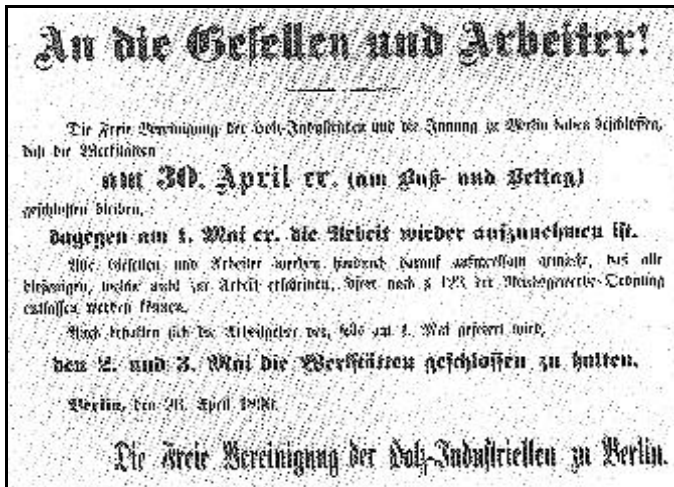 An die Gesellen und Arbeiter!
Die Freie Vereinigung der Holz-Industriellen und die Innung zu Berlin haben beschlossen,
daß die Werkstätten
am 30. April cr. (am Buß- und Bettag)
geschlossen bleiben,
dagegen am 1. Mai cr. die Arbeit wieder aufzunehmen ist.
Alle Gesellen und Arbeiter werden hierdurch darauf aufmerksam gemacht, daß alle
diejenigen, welche nicht zur Arbeit erscheinen, sofort nach § 123 der Reichsgewerbe-Ordnung
entlassen werden können.
Auch behalten sich die Arbeitgeber vor, falls am 1. Mai gefeiert wird,
den 2. und 3. Mai die Werkstätten geschlossen zu halten.
Berlin, den 26. April 1890.
Die Freie Vereinigung der Holz-Industriellen zu Berlin.